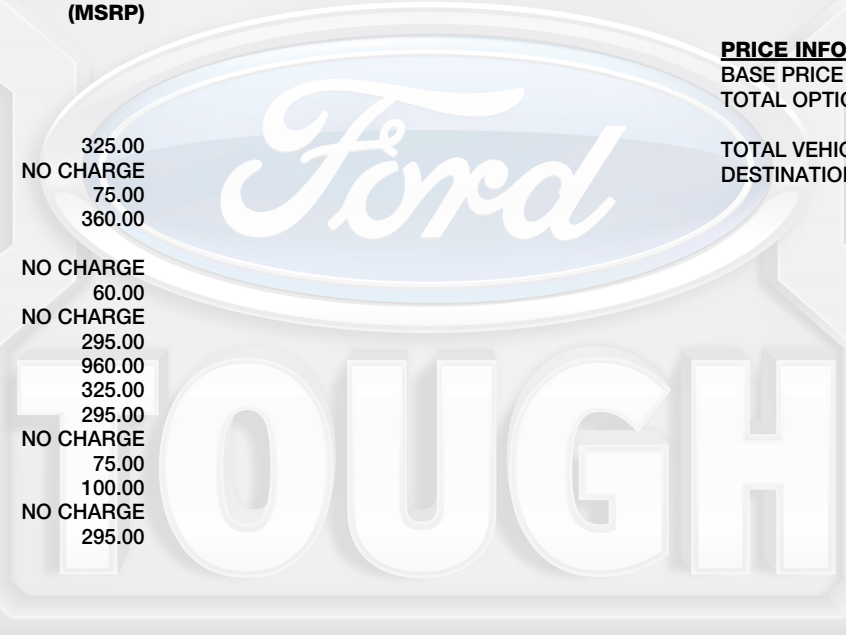 (MSRP)
325.00
NO CHARGE
75.00
360.00
NO CHARGE
60.00
NO CHARGE
295.00
960.00
325.00
295.00
NO CHARGE
75.00
100.00
NO CHARGE
295.00
PRICE INFO
BASE PRICE
TOTAL OPTIO
TOTAL VEHIC
DESTINATION
Ford
TOUGH